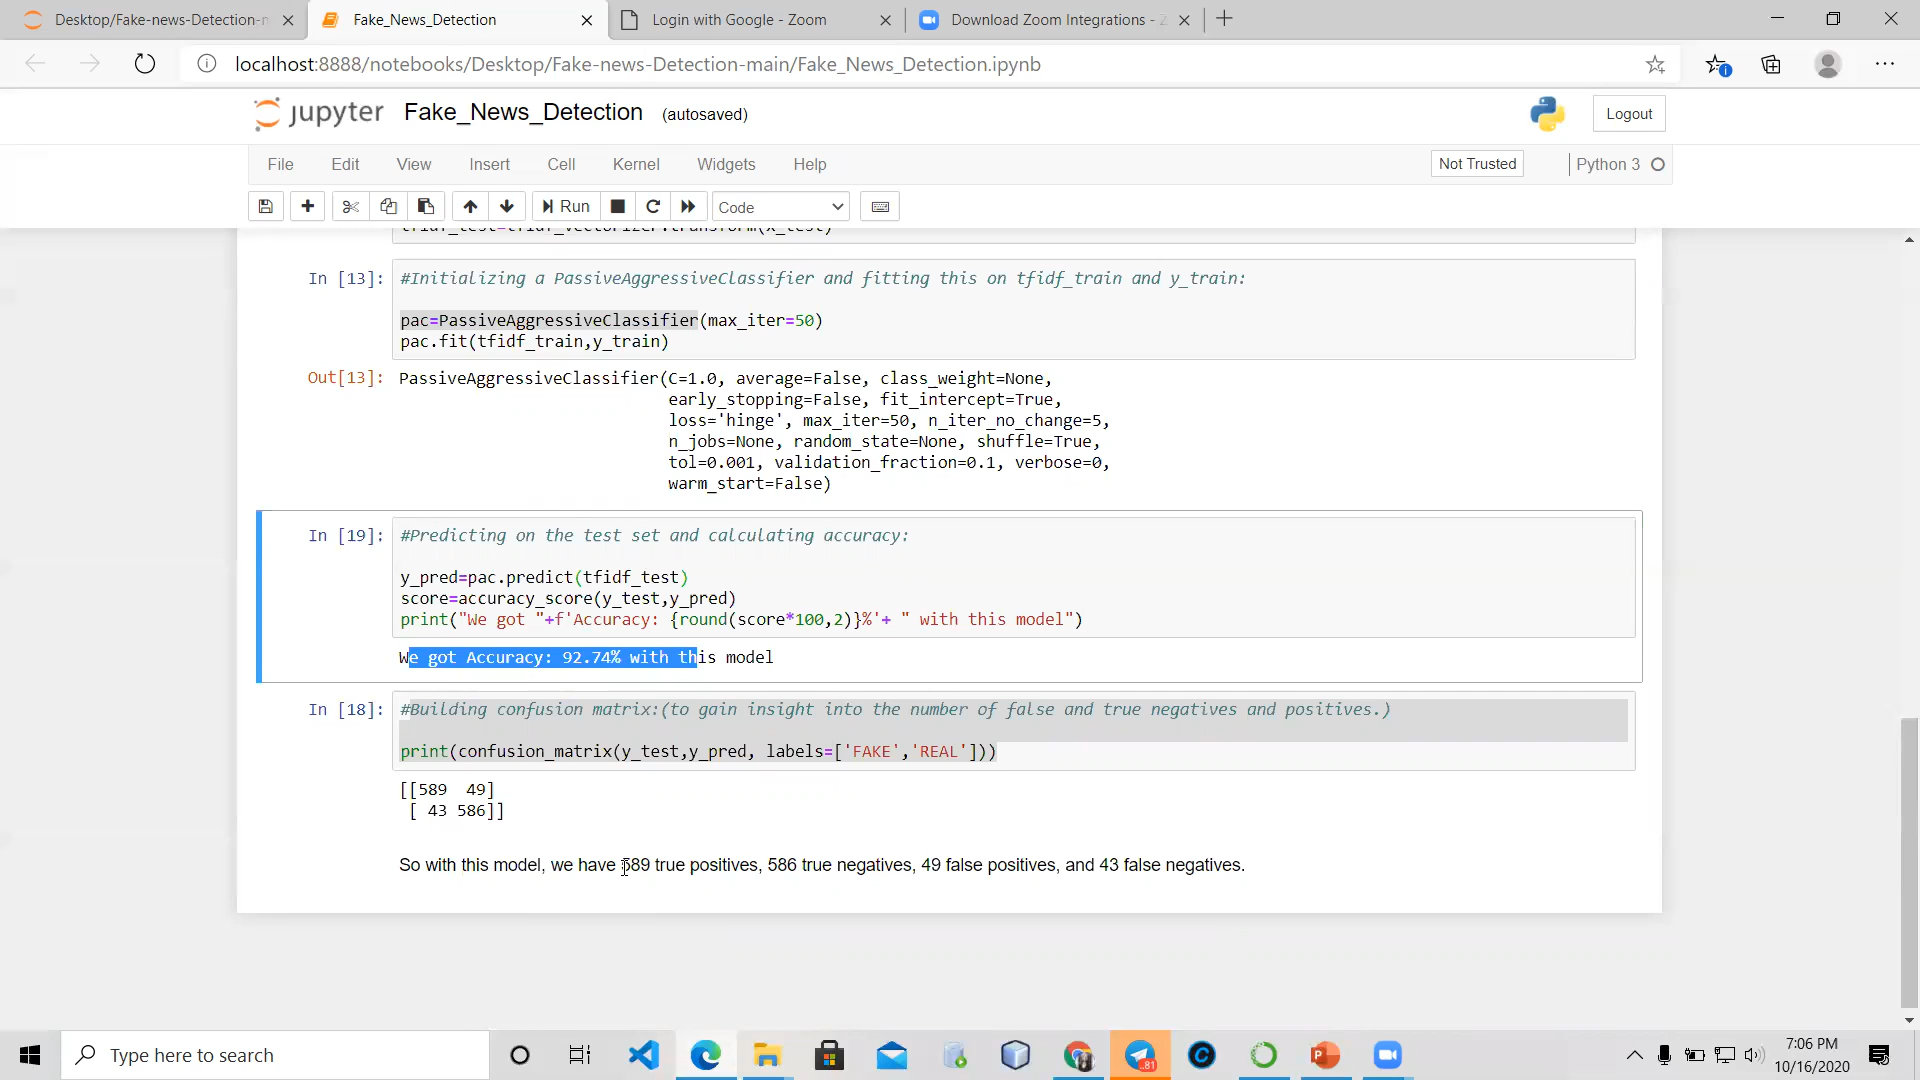 Desktop/Fake-news-Detection-m
Fake_News_Detection
Login with Google - Zoom
Download Zoom Integrations - Z
localhost:8888/notebooks/Desktop/Fake-news-Detection-main/Fake_News_Detection.ipynb
jupyter Fake_News_Detection (autosaved)
Logout
File Edit View Insert Cell Kernel Widgets Help
Not Trusted
Python 3
Run
Code
tfidf_test=tfidf_vectorizer.transform(x_test)
In [13]: #Initializing a PassiveAggressiveClassifier and fitting this on tfidf_train and y_train:
pac=PassiveAggressiveClassifier(max_iter=50)
pac.fit(tfidf_train,y_train)
Out[13]: PassiveAggressiveClassifier(C=1.0, average=False, class_weight=None,
early_stopping=False, fit_intercept=True,
loss='hinge', max_iter=50, n_iter_no_change=5,
n_jobs=None, random_state=None, shuffle=True,
tol=0.001, validation_fraction=0.1, verbose=0,
warm_start=False)
In [19]: #Predicting on the test set and calculating accuracy:
y_pred=pac.predict(tfidf_test)
score=accuracy_score(y_test,y_pred)
print("We got "+f'Accuracy: {round(score*100,2)}%'+ " with this model")
We got Accuracy: 92.74% with this model
In [18]: #Building confusion matrix:(to gain insight into the number of false and true negatives and positives.)
print(confusion_matrix(y_test,y_pred, labels=['FAKE','REAL']))
[[589  49]
[ 43 586]]
So with this model, we have 589 true positives, 586 true negatives, 49 false positives, and 43 false negatives.
Type here to search
81
7:06 PM
10/16/2020